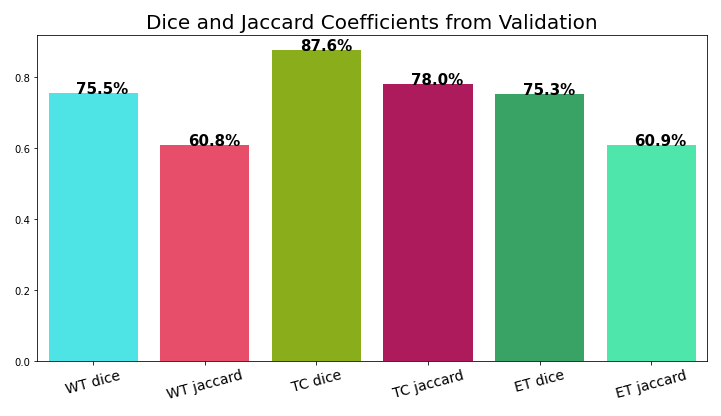 Dice and Jaccard Coefficients from Validation
87.6%
78.0%
75.5%
75.3%
60.8%
60.9%
0.8
0.6
0.4
0.2
0.0
WT dice
WT jaccard
TC dice
TC jaccard
ET dice
ET jaccard